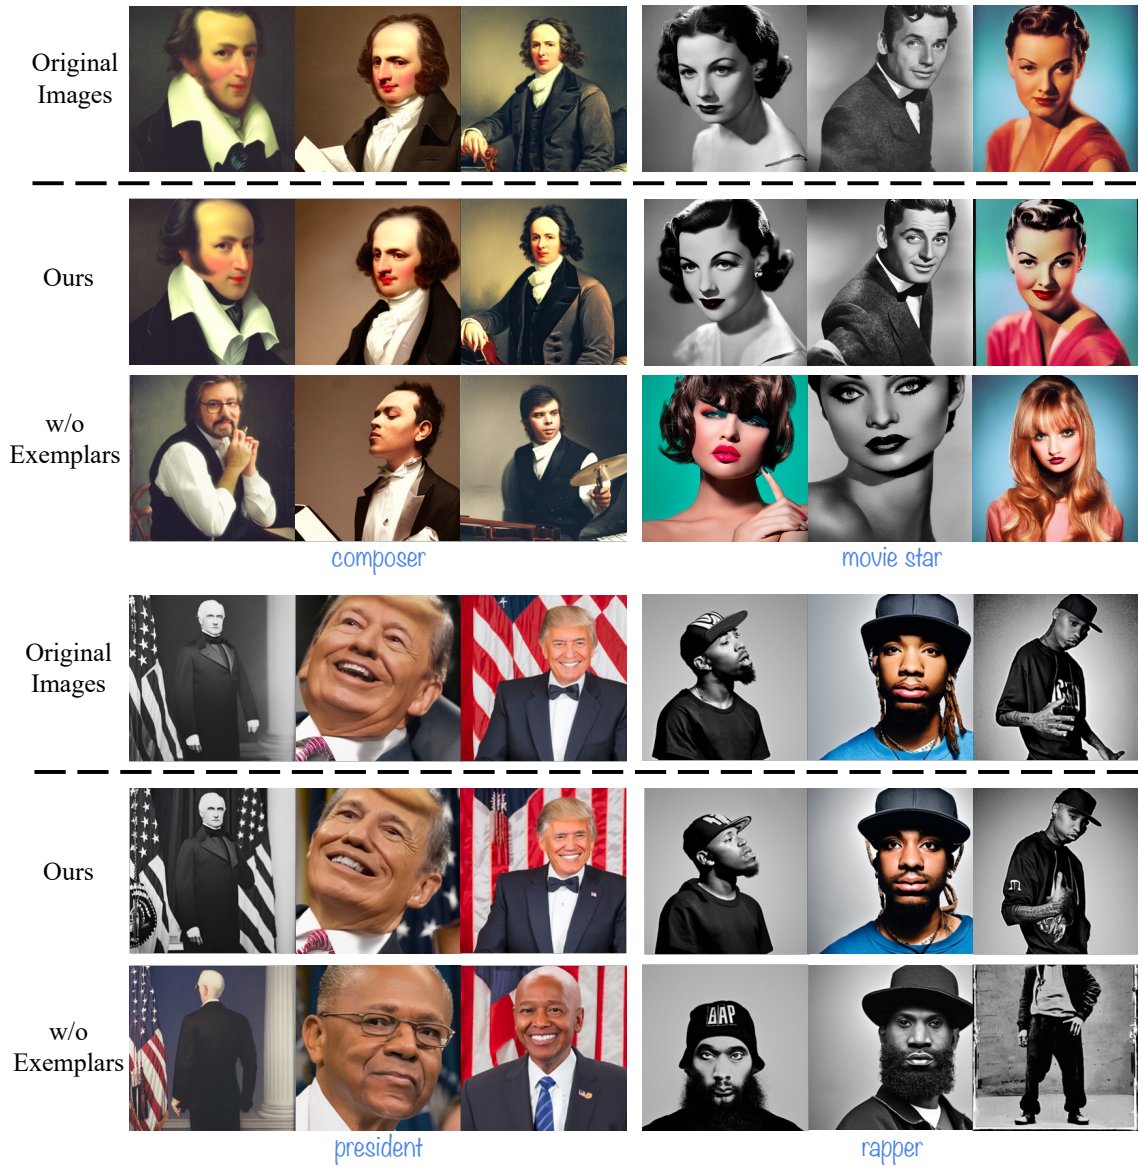 Original
Images
Ours
w/o
Exemplars
composer
movie star
Original
Images
Ours
w/o
Exemplars
BAP
president
rapper